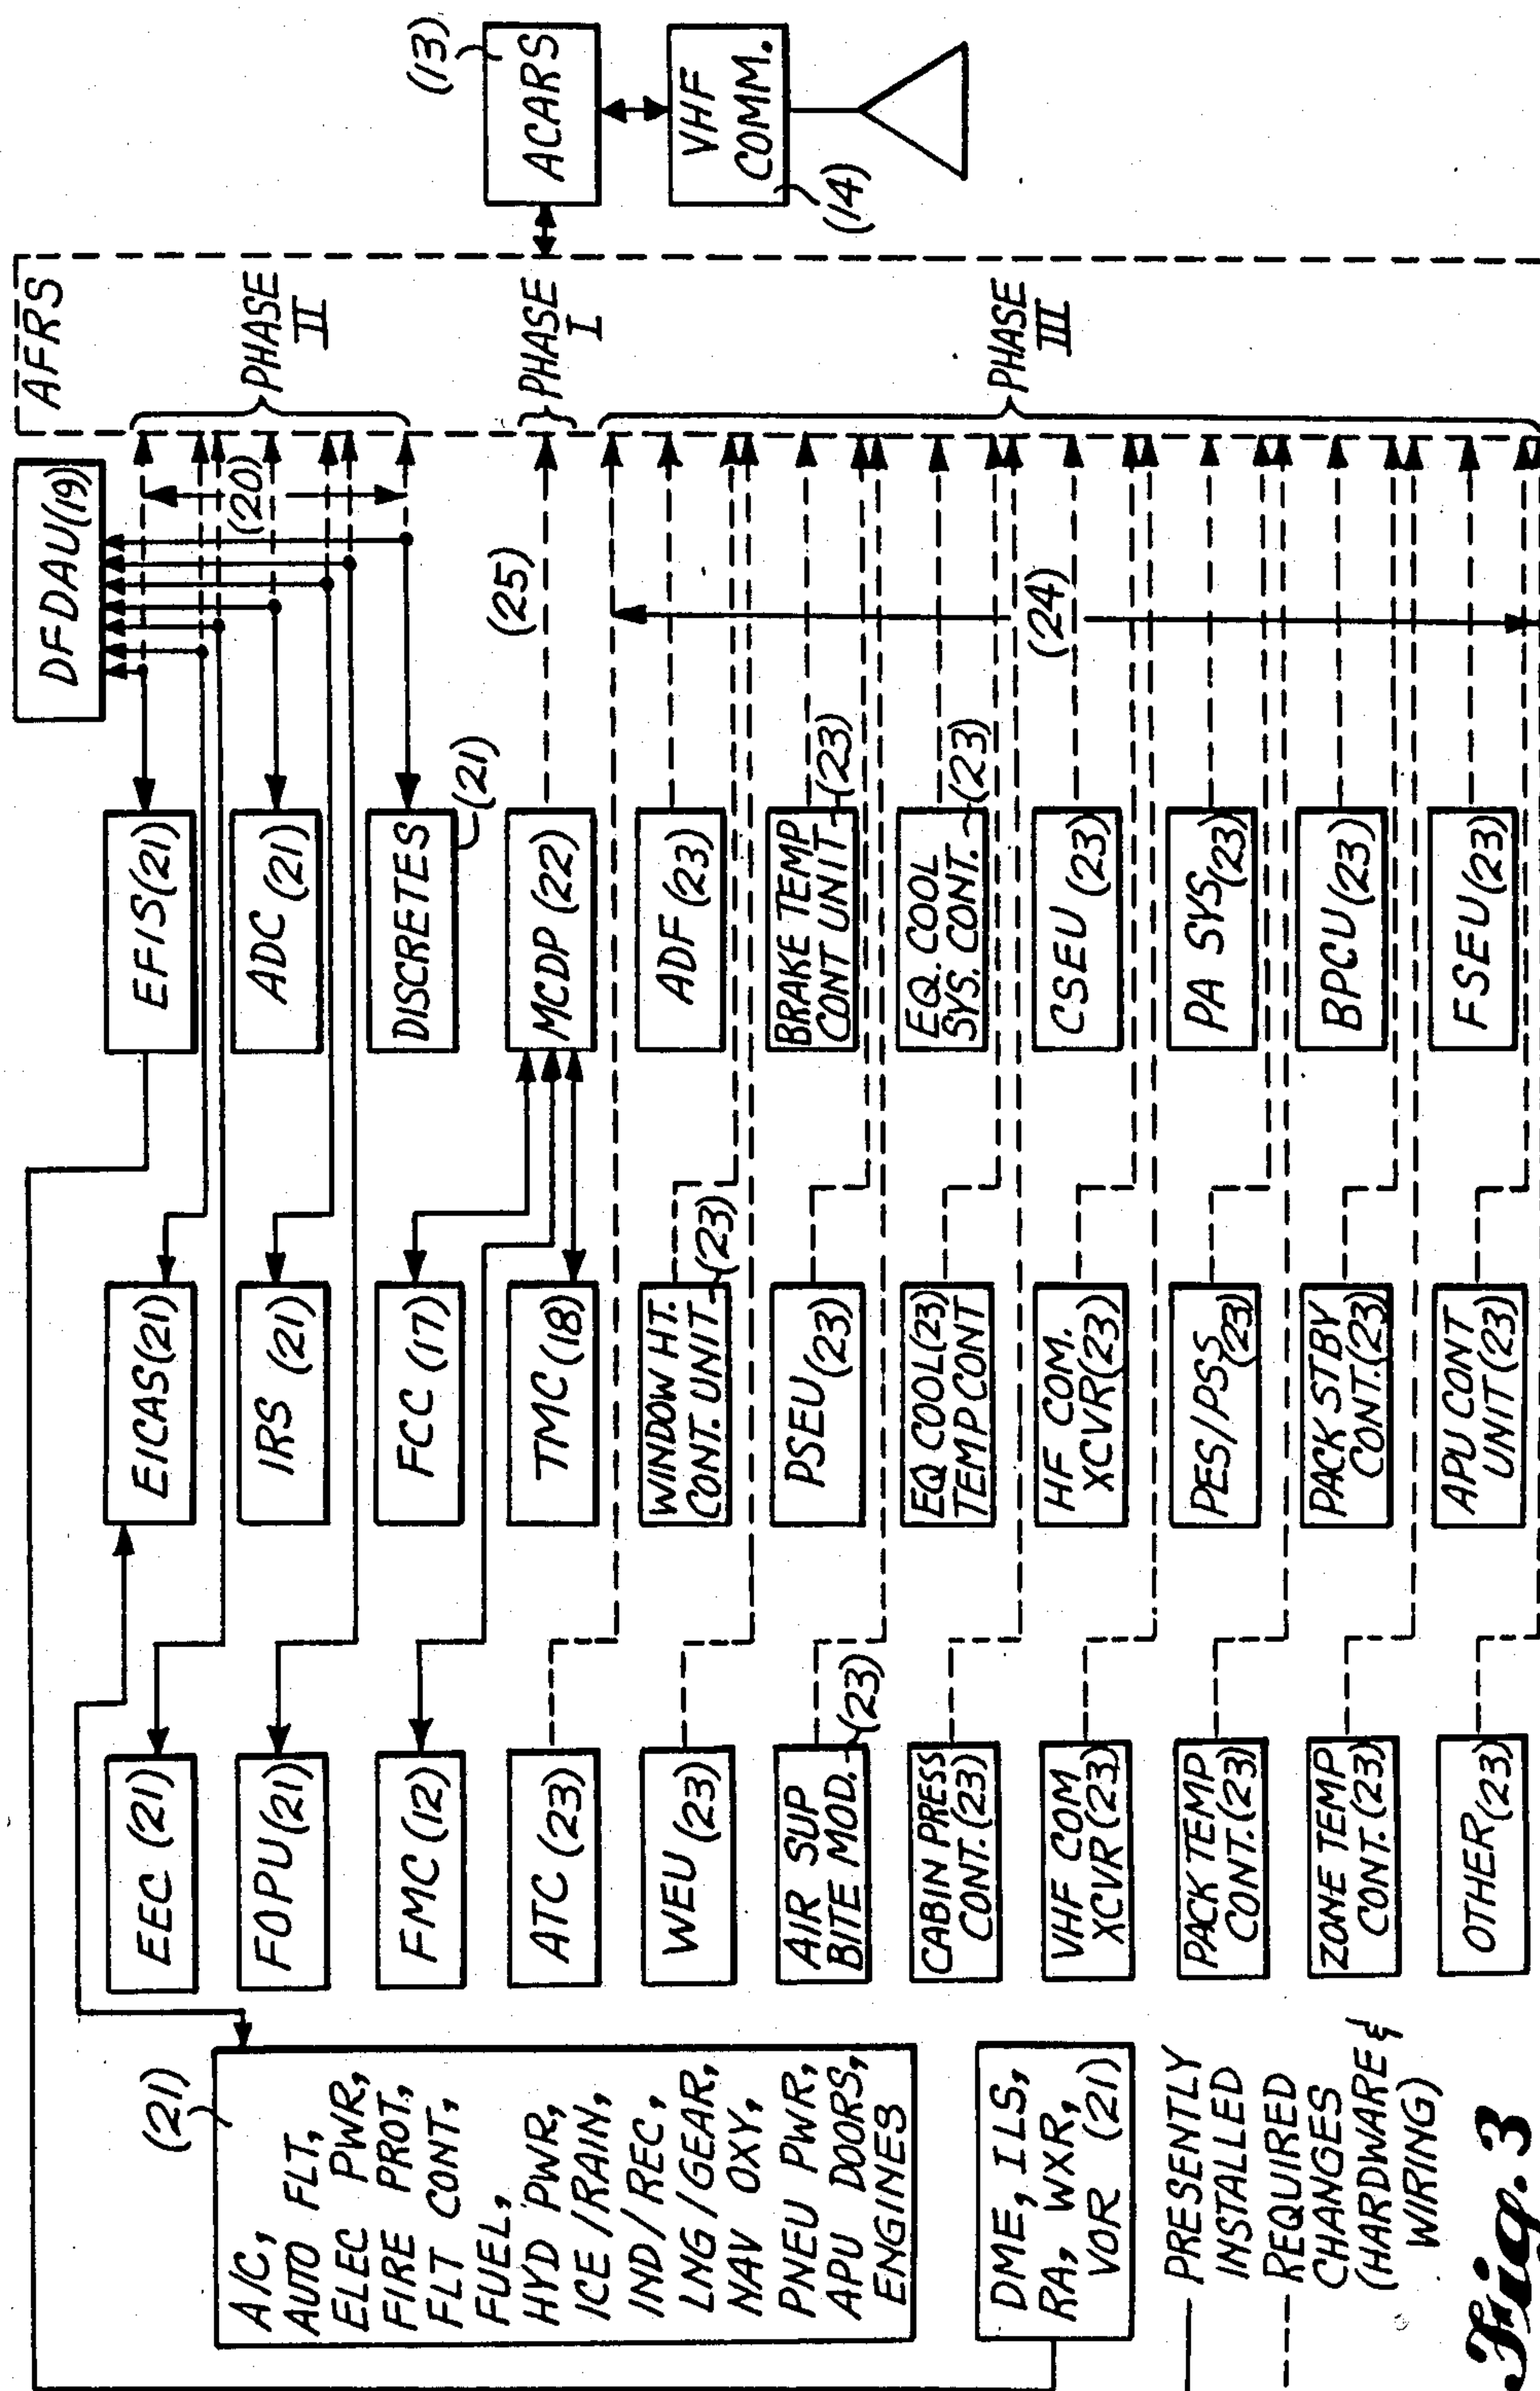 (21)
A/C,
AUTO FLT,
ELEC PWR,
FIRE PROT.,
FLT CONT,
FUEL,
HYD PWR,
ICE/RAIN,
IND/REC,
LNG/GEAR,
NAV OXY,
PNEU PWR,
APU DOORS,
ENGINES
DME, ILS,
RA, WXR,
VOR (21)
PRESENTLY
INSTALLED
REQUIRED
CHANGES
(HARDWARE &
WIRING)
Fig. 3
EEC (21)
FOPU (21)
FMC (12)
ATC (23)
WEU (23)
AIR SUP
BITE MOD.
(23)
CABIN PRESS
CONT. (23)
VHF COM
XCVR (23)
PACK TEMP
CONT. (23)
ZONE TEMP
CONT. (23)
OTHER (23)
EICAS (21)
IRS (21)
FCC (17)
TMC (18)
WINDOW HT.
CONT. UNIT
(23)
PSEU (23)
EQ COOL (23)
TEMP CONT
HF COM.
XCVR (23)
PES/PSS
(23)
PACK STBY
CONT. (23)
APU CONT
UNIT (23)
EFIS (21)
ADC (21)
DISCRETES
(21)
MCDP (22)
ADF (23)
BRAKE TEMP
CONT UNIT
(23)
EQ. COOL
SYS. CONT.
(23)
CSEU (23)
PA SYS (23)
BPCU (23)
FSEU (23)
DFDAU (19)
(20)
(25)
(24)
AFRS
PHASE
II
PHASE
I
PHASE
III
(13)
ACARS
VHF
COMM.
(14)